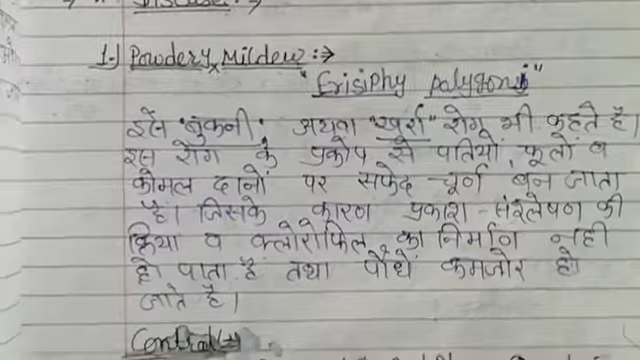 Disease :→
1.) Powdery Mildew :→
"Erisiphy polygoni"
इसे "बुकनी" अथवा "खर्रा" रोग भी कहते है।
इस रोग के प्रकोप से पतियों, फूलों व
कोमल दानों पर सफेद चूर्ण बन जाता
है। जिसके कारण प्रकाश-संश्लेषण की
क्रिया व क्लोरोफिल का निर्माण नही
हो पाता है तथा पौधें कमजोर हो
जाते है।
Control →